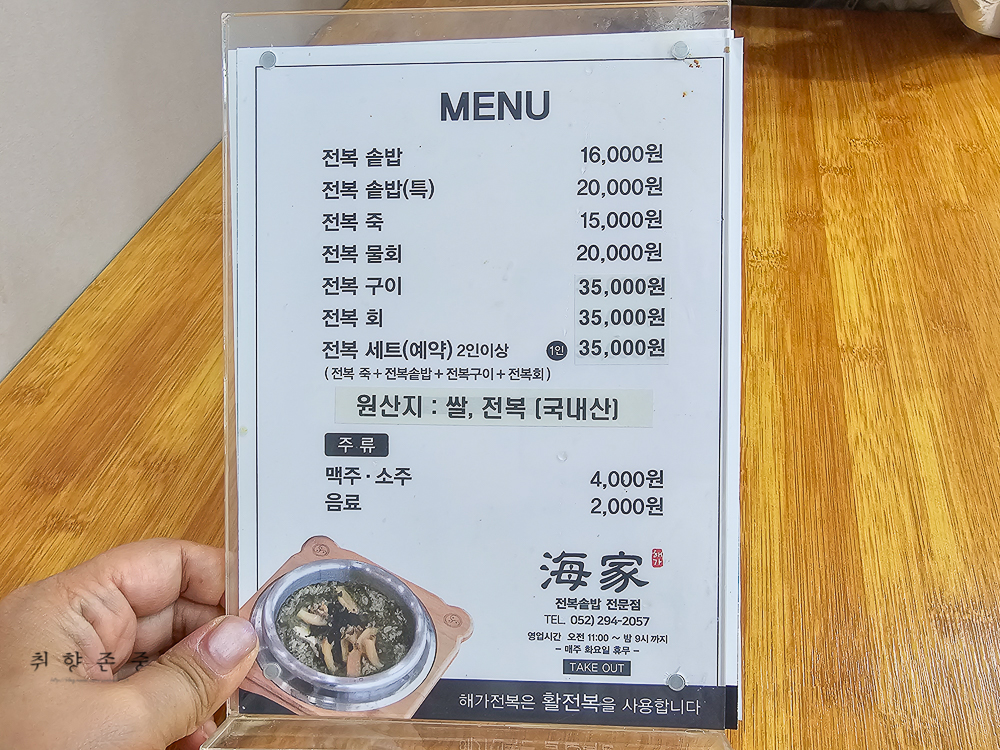 MENU
전복 솥밥 16,000원
전복 솥밥(특) 20,000원
전복 죽 15,000원
전복 물회 20,000원
전복 구이 35,000원
전복 회 35,000원
전복 세트(예약) 2인이상 1인 35,000원
( 전복 죽 + 전복솥밥 + 전복구이 + 전복회 )
원산지 : 쌀, 전복 (국내산)
주 류
맥주 · 소주 4,000원
음료 2,000원
海家 해가
전복솥밥 전문점
TEL. 052) 294-2057
영업시간 오전 11:00 ~ 밤 9시 까지
- 매주 화요일 휴무 -
TAKE OUT
해가전복은 활전복을 사용합니다
취향존중